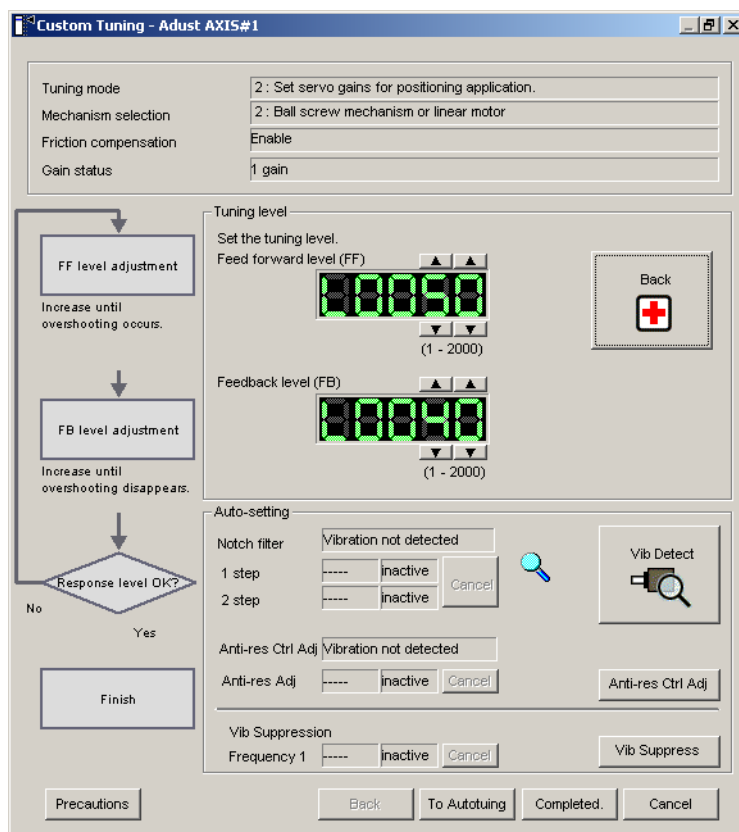 Custom Tuning - Adust AXIS#1
Tuning mode 2 : Set servo gains for positioning application.
Mechanism selection 2 : Ball screw mechanism or linear motor
Friction compensation Enable
Gain status 1 gain
FF level adjustment
Increase until
overshooting occurs.
FB level adjustment
Increase until
overshooting disappears.
Response level OK?
No
Yes
Finish
Tuning level
Set the tuning level.
Feed forward level (FF)
L0050
(1 - 2000)
Back
Feedback level (FB)
L0040
(1 - 2000)
Auto-setting
Notch filter Vibration not detected
1 step ----- inactive Cancel
2 step ----- inactive
Vib Detect
Anti-res Ctrl Adj Vibration not detected
Anti-res Adj ----- inactive Cancel Anti-res Ctrl Adj
Vib Suppression
Frequency 1 ----- inactive Cancel Vib Suppress
Precautions Back To Autotuing Completed. Cancel